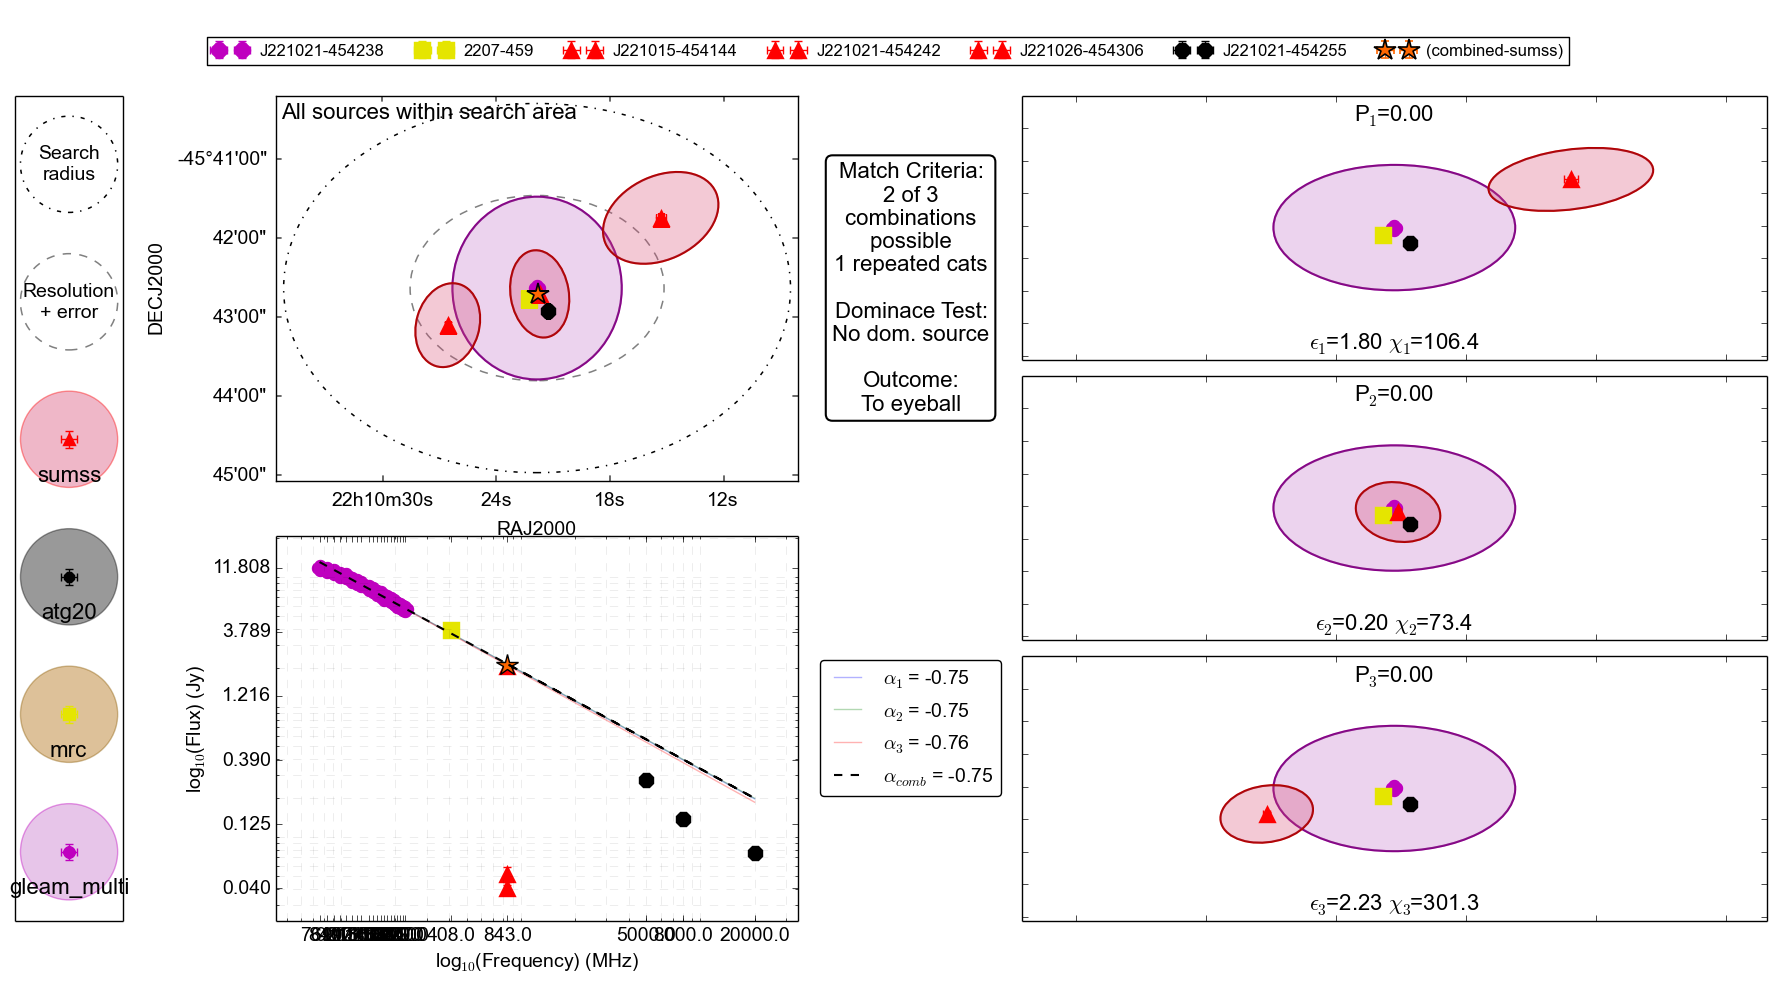 J221021-454238 2207-459 J221015-454144 J221021-454242 J221026-454306 J221021-454255 (combined-sumss)
Search
radius
Resolution
+ error
sumss
atg20
mrc
gleam_multi
All sources within search area
-45°41'00"
42'00"
43'00"
44'00"
45'00"
DECJ2000
22h10m30s 24s 18s 12s
RAJ2000
Match Criteria:
2 of 3
combinations
possible
1 repeated cats
Dominace Test:
No dom. source
Outcome:
To eyeball
11.808
3.789
1.216
0.390
0.125
0.040
log10(Flux) (Jy)
408.0 843.0 5000.0 8000.0 20000.0
log10(Frequency) (MHz)
α1 = -0.75
α2 = -0.75
α3 = -0.76
αcomb = -0.75
P1=0.00
ϵ1=1.80 χ1=106.4
P2=0.00
ϵ2=0.20 χ2=73.4
P3=0.00
ϵ3=2.23 χ3=301.3